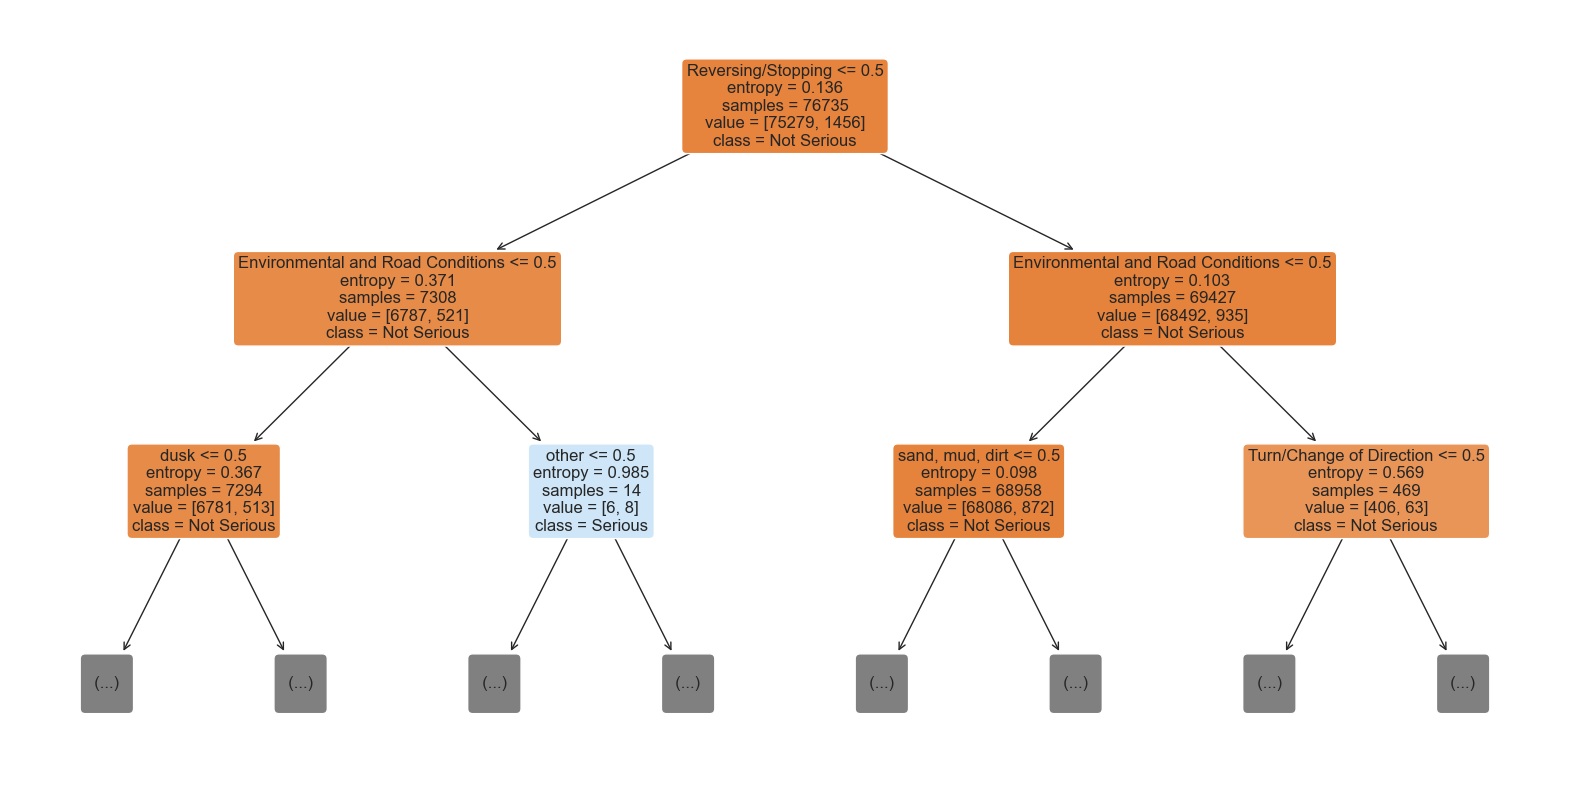 Reversing/Stopping <= 0.5
entropy = 0.136
samples = 76735
value = [75279, 1456]
class = Not Serious
Environmental and Road Conditions <= 0.5
entropy = 0.371
samples = 7308
value = [6787, 521]
class = Not Serious
Environmental and Road Conditions <= 0.5
entropy = 0.103
samples = 69427
value = [68492, 935]
class = Not Serious
dusk <= 0.5
entropy = 0.367
samples = 7294
value = [6781, 513]
class = Not Serious
other <= 0.5
entropy = 0.985
samples = 14
value = [6, 8]
class = Serious
sand, mud, dirt <= 0.5
entropy = 0.098
samples = 68958
value = [68086, 872]
class = Not Serious
Turn/Change of Direction <= 0.5
entropy = 0.569
samples = 469
value = [406, 63]
class = Not Serious
(...)
(...)
(...)
(...)
(...)
(...)
(...)
(...)